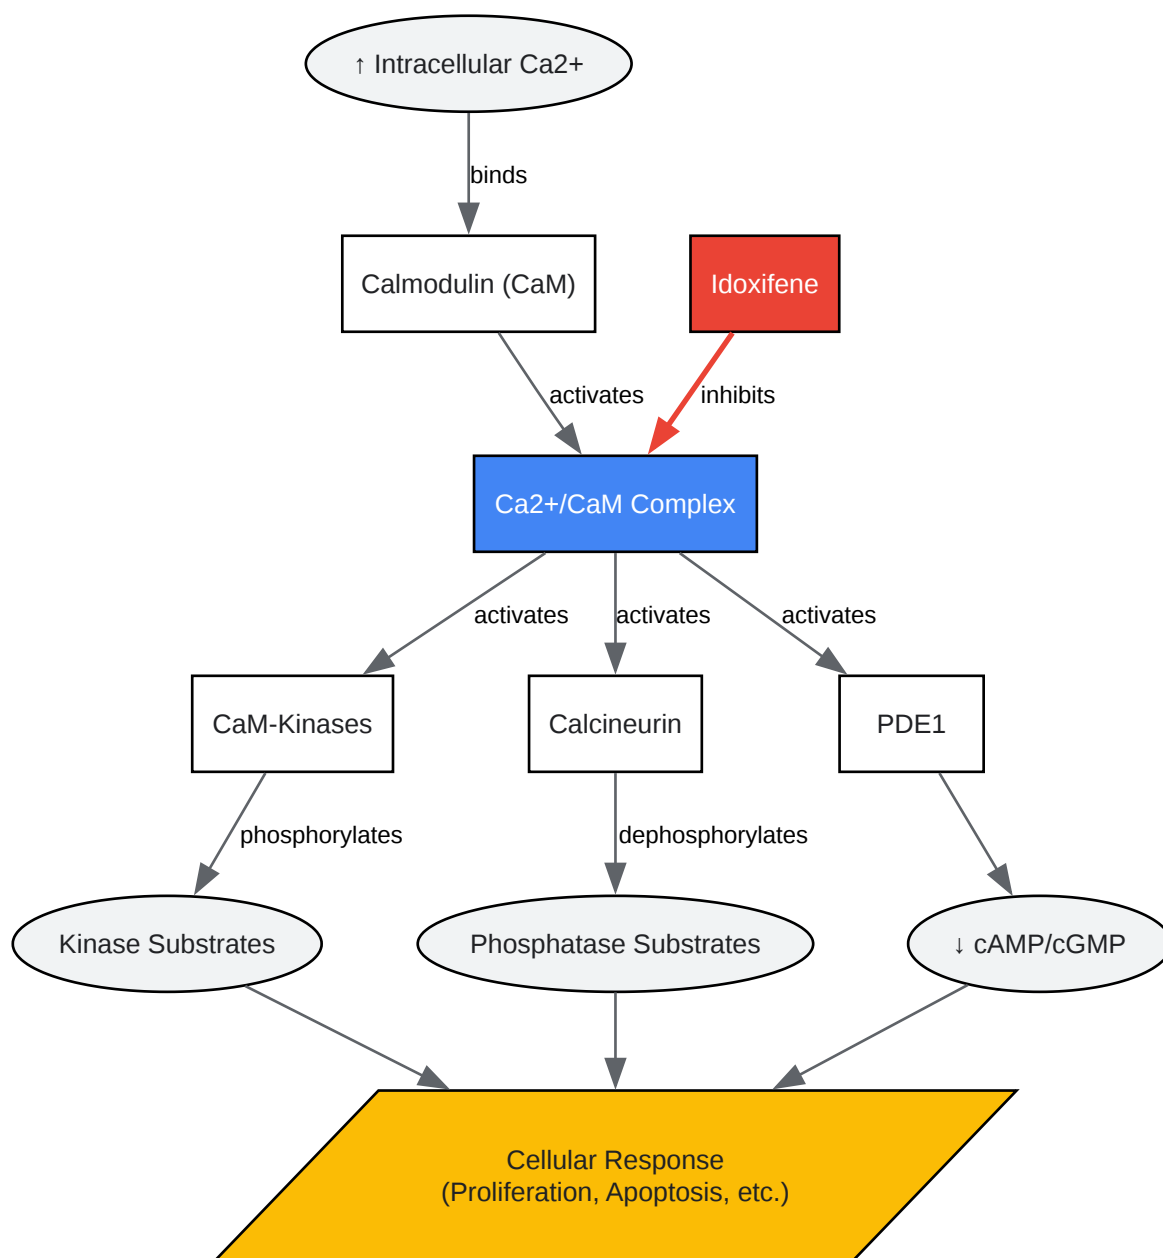 ↑ Intracellular Ca2+
binds
Calmodulin (CaM)
Idoxifene
activates
inhibits
Ca2+/CaM Complex
activates
activates
activates
CaM-Kinases
Calcineurin
PDE1
phosphorylates
dephosphorylates
Kinase Substrates
Phosphatase Substrates
↓ cAMP/cGMP
Cellular Response
(Proliferation, Apoptosis, etc.)